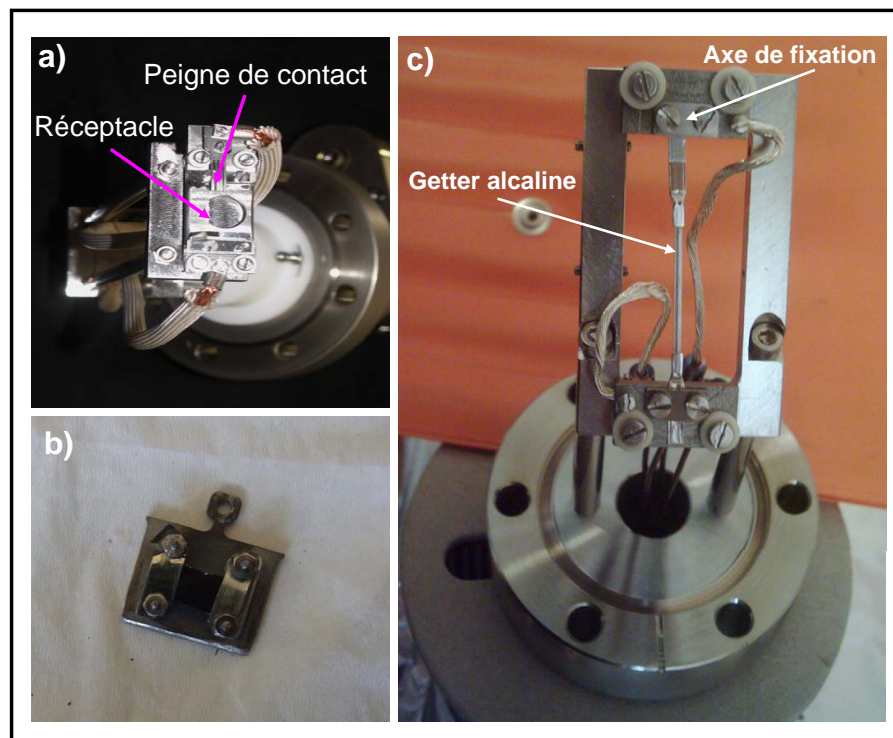 a)
Peigne de contact
Réceptacle
b)
c)
Axe de fixation
Getter alcaline